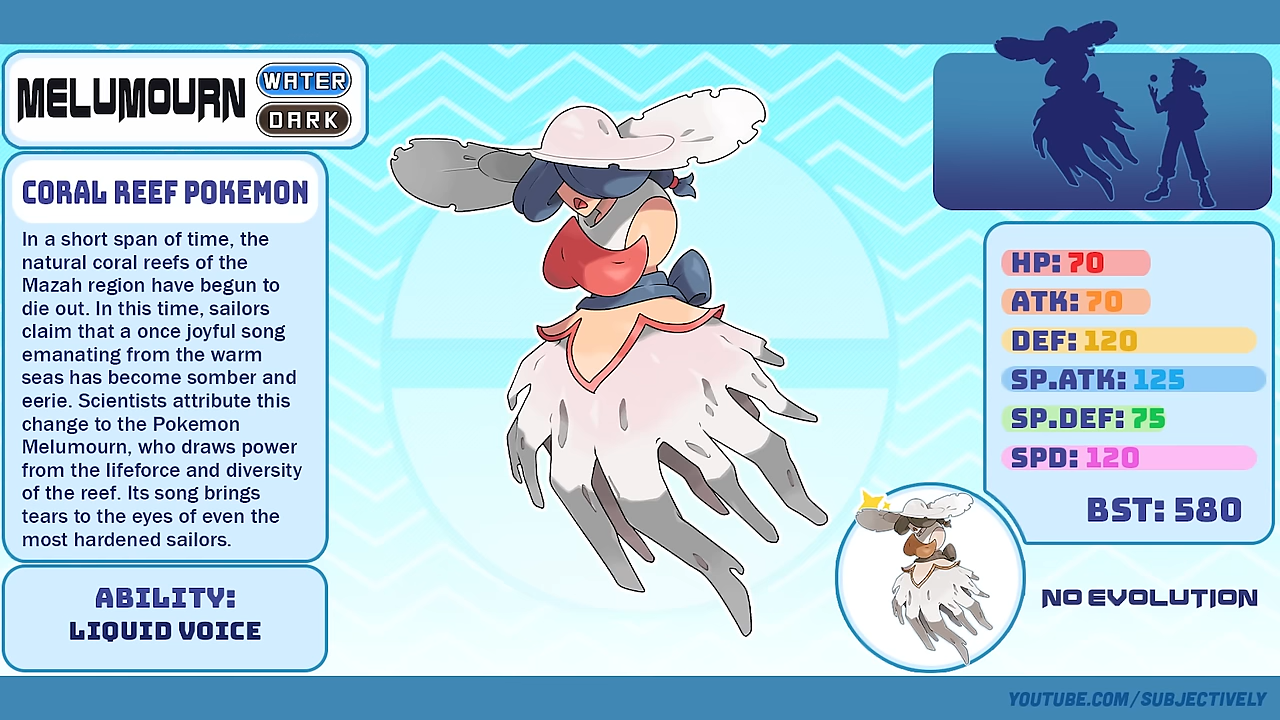 MELUMOURN
WATER
DARK
CORAL REEF POKEMON
In a short span of time, the
natural coral reefs of the
Mazah region have begun to
die out. In this time, sailors
claim that a once joyful song
emanating from the warm
seas has become somber and
eerie. Scientists attribute this
change to the Pokemon
Melumourn, who draws power
from the lifeforce and diversity
of the reef. Its song brings
tears to the eyes of even the
most hardened sailors.
ABILITY:
LIQUID VOICE
HP: 70
ATK: 70
DEF: 120
SP.ATK: 125
SP.DEF: 75
SPD: 120
BST: 580
NO EVOLUTION
YOUTUBE.COM/SUBJECTIVELY